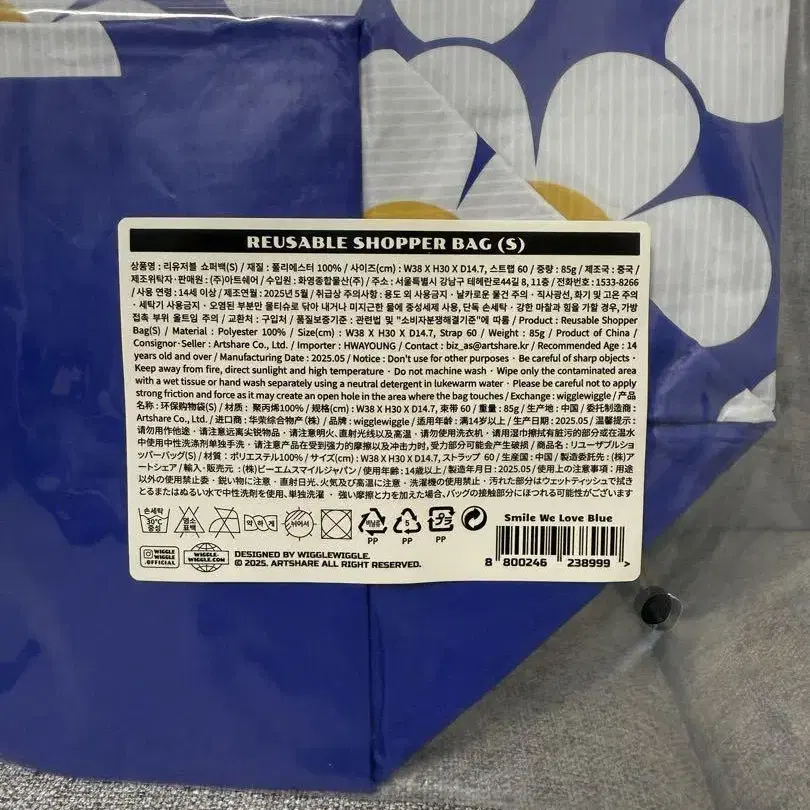 REUSABLE SHOPPER BAG (S)
상품명 : 리유저블 쇼퍼백(S) / 재질 : 폴리에스터 100% / 사이즈(cm) : W38 X H30 X D14.7, 스트랩 60 / 중량 : 85g / 제조국 : 중국 /
제조위탁자·판매원 : (주)아트쉐어 / 수입원 : 화영종합물산(주) / 주소 : 서울특별시 강남구 테헤란로44길 8, 11층 / 전화번호 : 1533-8266
/ 사용 연령 : 14세 이상 / 제조연월 : 2025년 5월 / 취급상 주의사항 : 용도 외 사용금지 · 날카로운 물건 주의 · 직사광선, 화기 및 고온 주의
· 세탁기 사용금지 · 오염된 부분만 물티슈로 닦아 내거나 미지근한 물에 중성세제 사용, 단독 손세탁 · 강한 마찰과 힘을 가할 경우, 가방
접촉 부위 올트임 주의 / 교환처 : 구입처 / 품질보증기준 : 관련법 및 "소비자분쟁해결기준"에 따름 / Product : Reusable Shopper
Bag(S) / Material : Polyester 100% / Size(cm) : W38 X H30 X D14.7, Strap 60 / Weight : 85g / Product of China /
Consignor·Seller : Artshare Co., Ltd. / Importer : HWAYOUNG / Contact : biz_as@artshare.kr / Recommended Age : 14
years old and over / Manufacturing Date : 2025.05 / Notice : Don't use for other purposes · Be careful of sharp objects ·
Keep away from fire, direct sunlight and high temperature · Do not machine wash · Wipe only the contaminated area
with a wet tissue or hand wash separately using a neutral detergent in lukewarm water · Please be careful not to apply
strong friction and force as it may create an open hole in the area where the bag touches / Exchange : wigglewiggle / 产品
名称 : 环保购物袋(S) / 材质 : 聚丙烯100% / 规格(cm) : W38 X H30 X D14.7, 束带 60 / 重量 : 85g / 生产地 : 中国 / 委托制造商 :
Artshare Co., Ltd. / 进口商 : 华荣综合物产(株) / 品牌 : wigglewiggle / 适用年龄 : 满14岁以上 / 生产日期 : 2025.05 / 温馨提示 :
请勿用作他途 · 请注意远离尖锐物品 · 请注意明火、直射光线以及高温 · 请勿使用洗衣机 · 请用湿巾擦拭有脏污的部分或在温水
中使用中性洗涤剂单独手洗 · 请注意产品在受到强力的摩擦以及冲击力时, 受力部分可能会产生破损 / 商品名 : リユーザブルショ
ッパーバッグ(S) / 材質 : ポリエステル100% / サイズ(cm) : W38 X H30 X D14.7, ストラップ 60 / 生産国 : 中国 / 製造委託先 : (株)ア
ートシェア / 輸入·販売元 : (株)ビーエムスマイルジャパン / 使用年齢 : 14歳以上 / 製造年月日 : 2025.05 / 使用上の注意事項 : 用途
以外の使用禁止 · 鋭い物に注意 · 直射日光、火気及び高温に注意 · 洗濯機の使用禁止 · 汚れた部分はウェットティッシュで拭き
とるまたはぬるい水で中性洗剤を使用、単独洗濯 · 強い摩擦と力を加えた場合、バッグの接触部分にほつれる可能性がございます
손세탁
30℃
중성
염소
표백
약하게
비닐류
PP
5
PP
プラ
PP
Smile We Love Blue
WIGGLE
WIGGLE
.OFFICIAL
WIGGLE-
WIGGLE.COM
DESIGNED BY WIGGLEWIGGLE.
© 2025. ARTSHARE ALL RIGHT RESERVED.
8 800246 238999 >